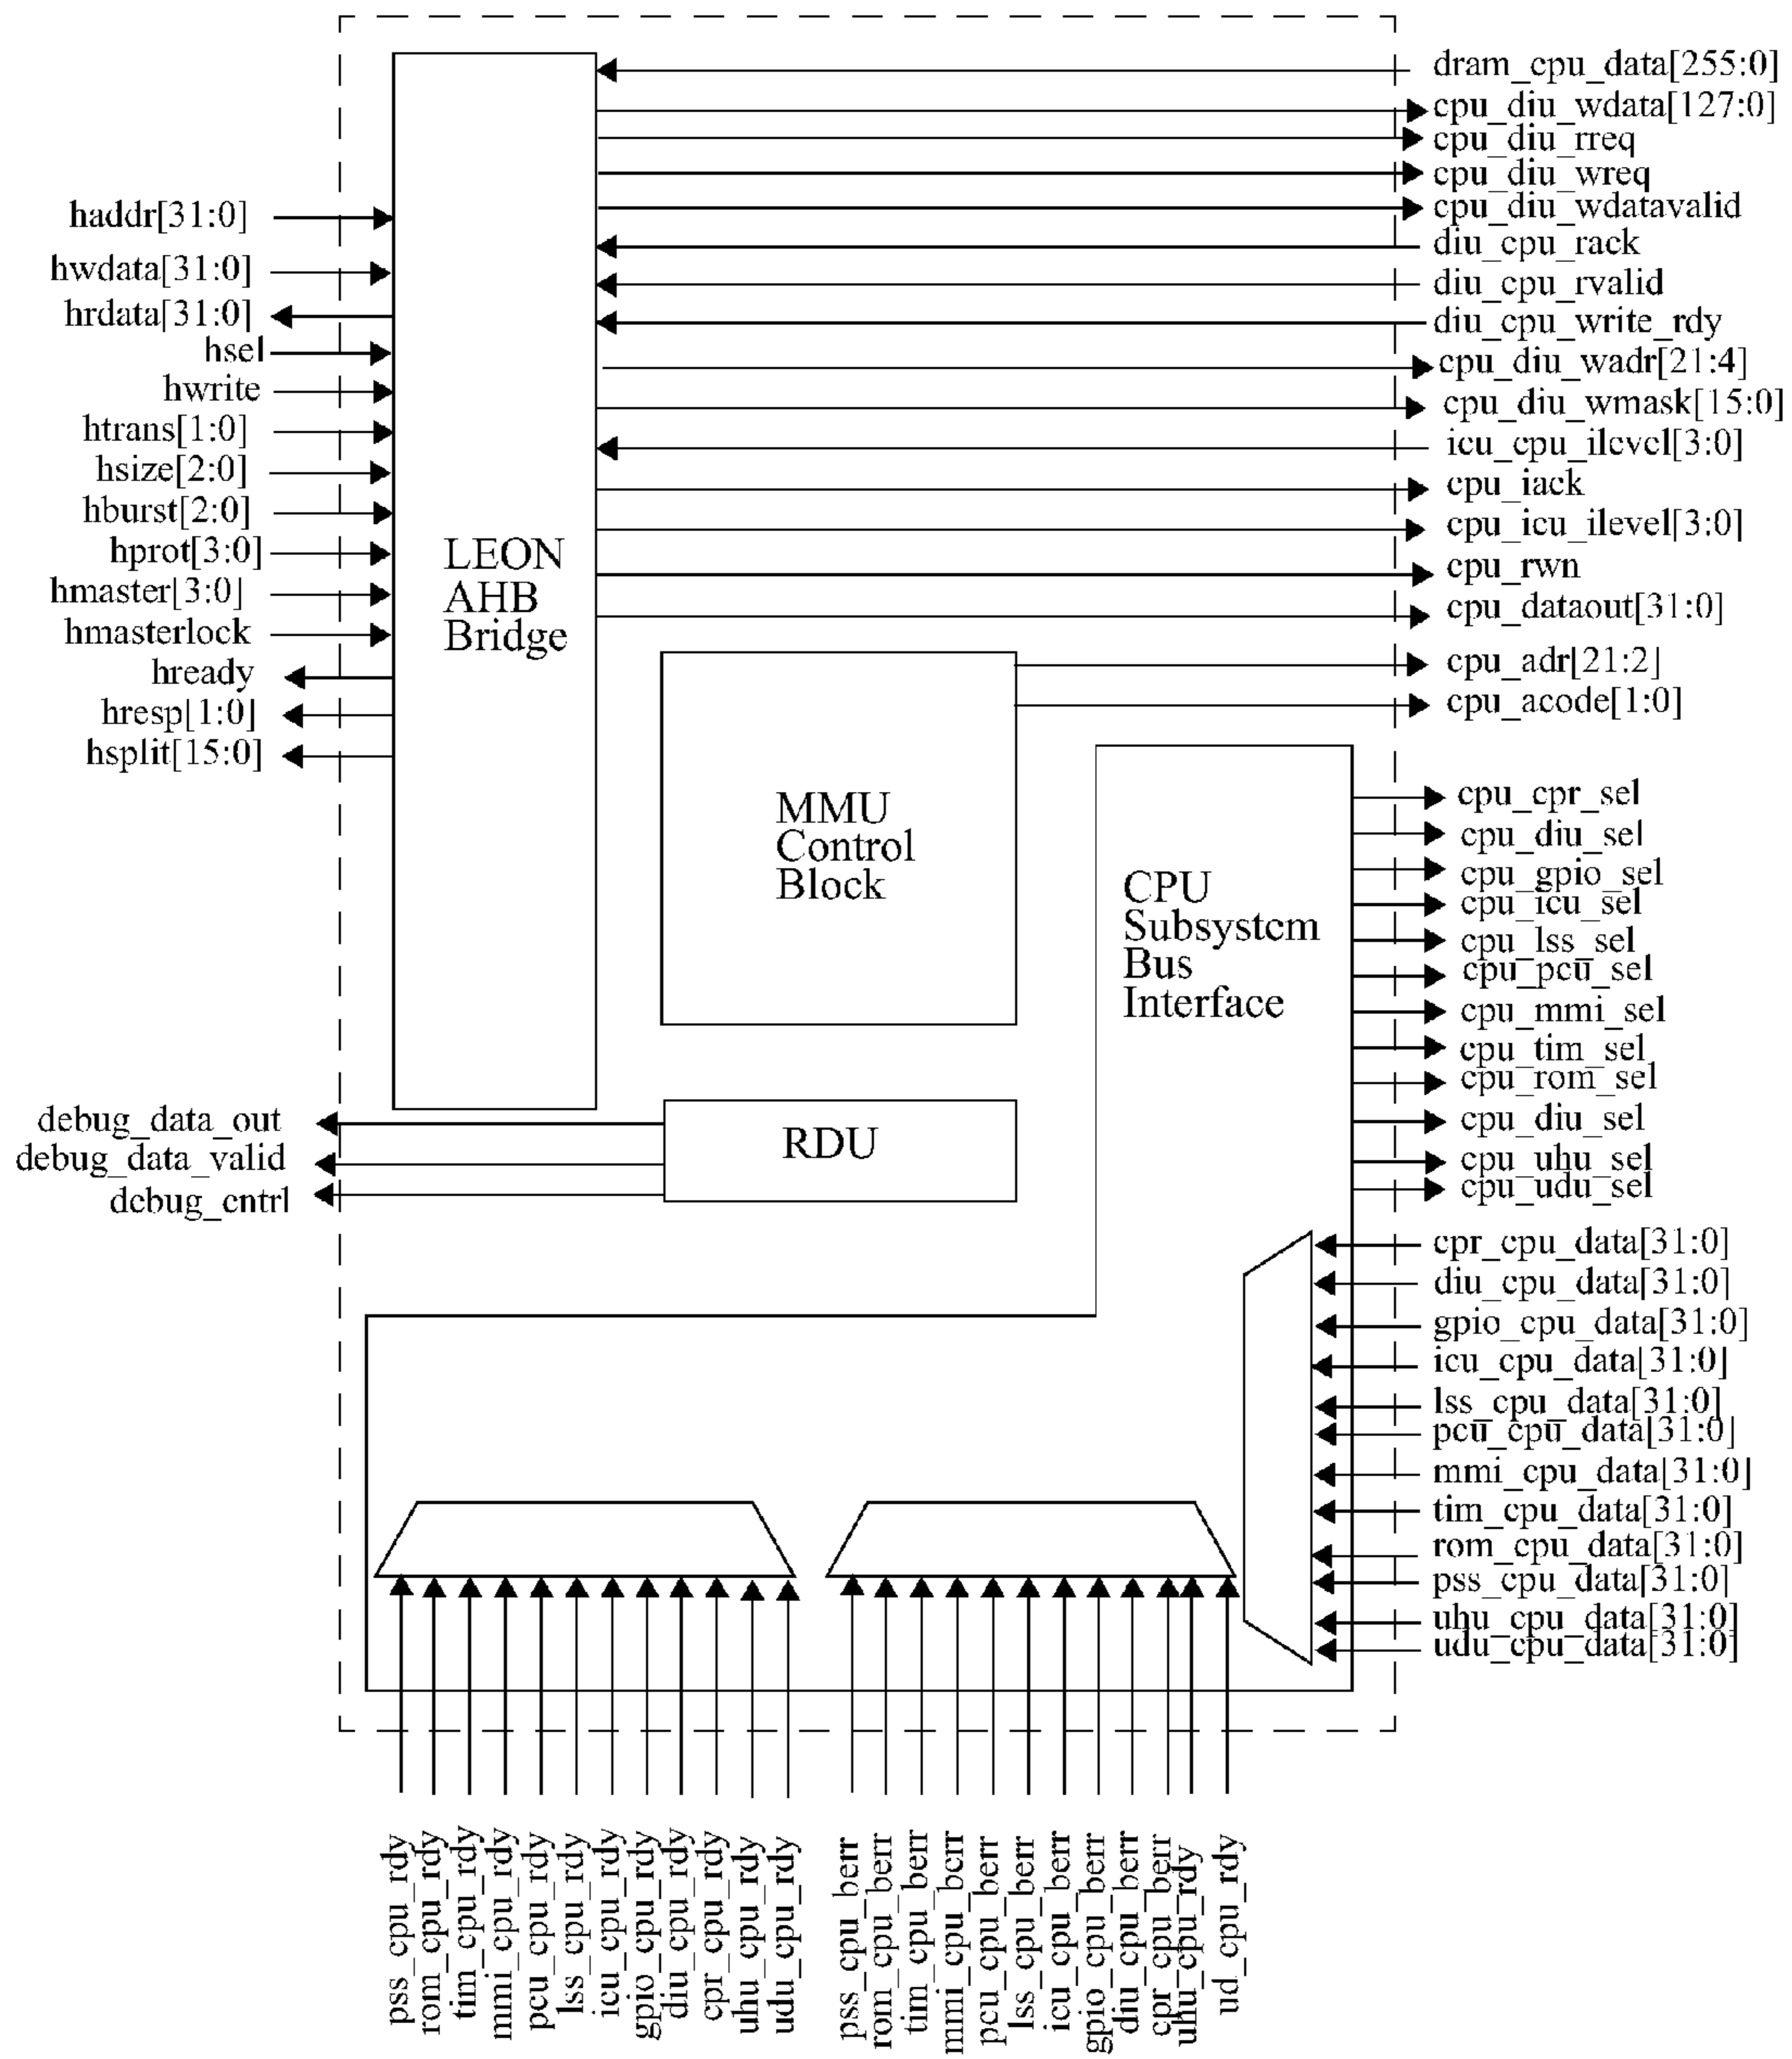 haddr[31:0]
hwdata[31:0]
hrdata[31:0]
hsel
hwrite
htrans[1:0]
hsize[2:0]
hburst[2:0]
hprot[3:0]
hmaster[3:0]
hmasterlock
hready
hresp[1:0]
hsplit[15:0]
debug_data_out
debug_data_valid
debug_cntrl
LEON
AHB
Bridge
MMU
Control
Block
RDU
CPU
Subsystem
Bus
Interface
dram_cpu_data[255:0]
cpu_diu_wdata[127:0]
cpu_diu_rreq
cpu_diu_wreq
cpu_diu_wdatavalid
diu_cpu_rack
diu_cpu_rvalid
diu_cpu_write_rdy
cpu_diu_wadr[21:4]
cpu_diu_wmask[15:0]
icu_cpu_ilevel[3:0]
cpu_iack
cpu_icu_ilevel[3:0]
cpu_rwn
cpu_dataout[31:0]
cpu_adr[21:2]
cpu_acode[1:0]
cpu_cpr_sel
cpu_diu_sel
cpu_gpio_sel
cpu_icu_sel
cpu_lss_sel
cpu_pcu_sel
cpu_mmi_sel
cpu_tim_sel
cpu_rom_sel
cpu_diu_sel
cpu_uhu_sel
cpu_udu_sel
cpr_cpu_data[31:0]
diu_cpu_data[31:0]
gpio_cpu_data[31:0]
icu_cpu_data[31:0]
lss_cpu_data[31:0]
pcu_cpu_data[31:0]
mmi_cpu_data[31:0]
tim_cpu_data[31:0]
rom_cpu_data[31:0]
pss_cpu_data[31:0]
uhu_cpu_data[31:0]
udu_cpu_data[31:0]
pss_cpu_rdy
rom_cpu_rdy
tim_cpu_rdy
mmi_cpu_rdy
pcu_cpu_rdy
lss_cpu_rdy
icu_cpu_rdy
gpio_cpu_rdy
diu_cpu_rdy
cpr_cpu_rdy
uhu_cpu_rdy
udu_cpu_rdy
pss_cpu_berr
rom_cpu_berr
tim_cpu_berr
mmi_cpu_berr
pcu_cpu_berr
lss_cpu_berr
icu_cpu_berr
gpio_cpu_berr
diu_cpu_berr
cpr_cpu_berr
uhu_cpu_rdy
ud_cpu_rdy